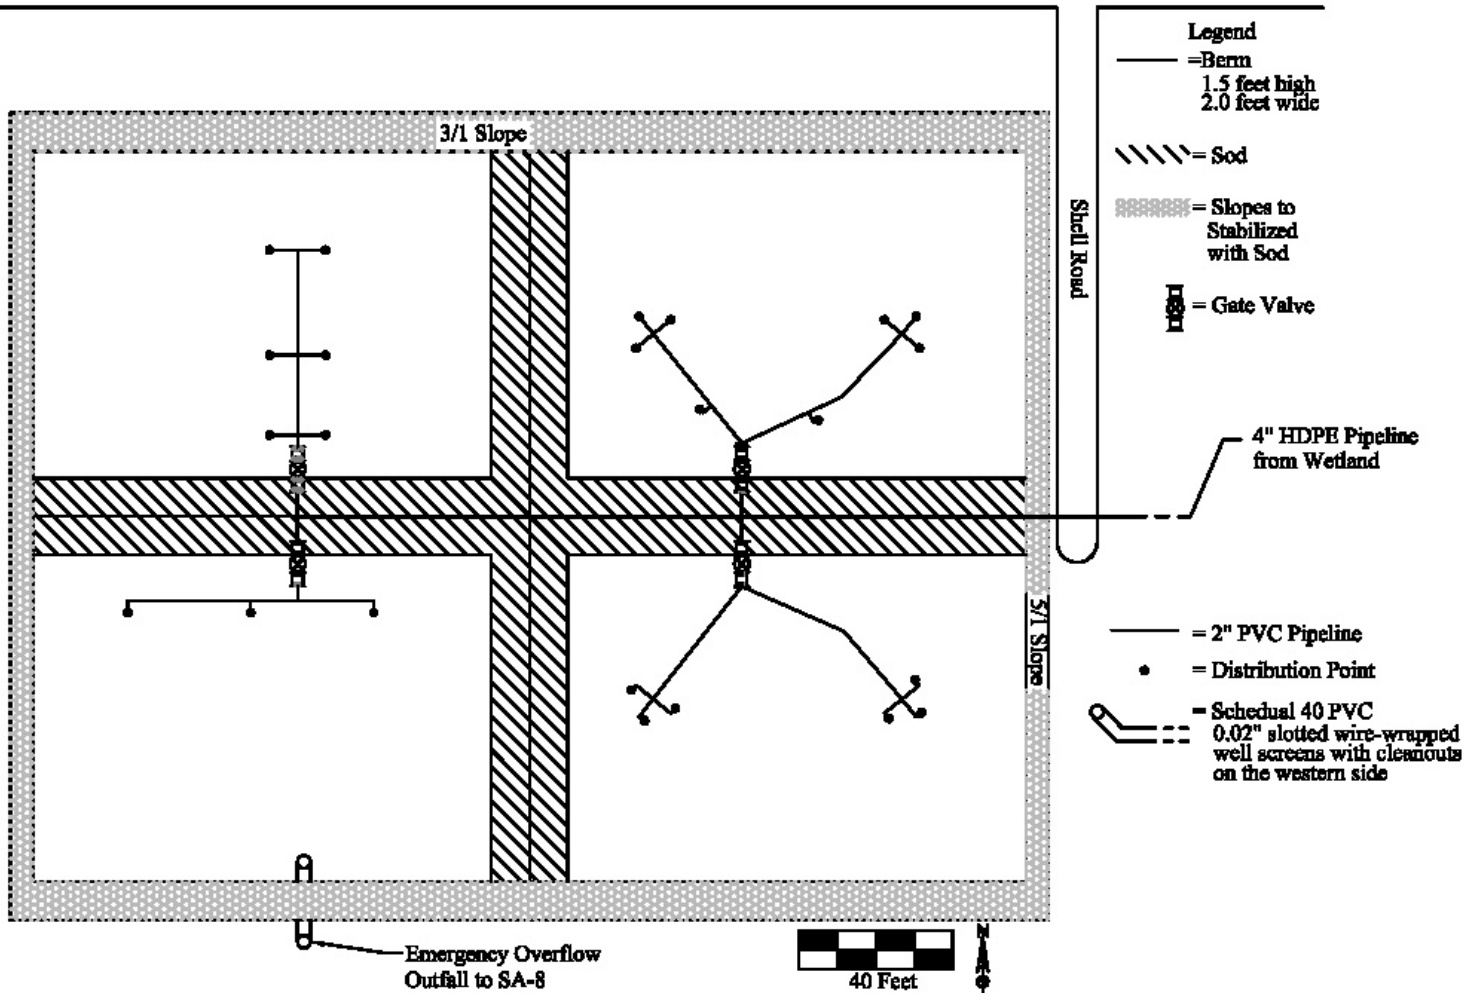 Legend
=Berm
1.5 feet high
2.0 feet wide
3/1 Slope
= Sod
= Slopes to
Stabilized
with Sod
Shell Road
= Gate Valve
4" HDPE Pipeline
from Wetland
5/1 Slope
= 2" PVC Pipeline
= Distribution Point
= Schedual 40 PVC
0.02" slotted wire-wrapped
well screens with cleanouts
on the western side
Emergency Overflow
Outfall to SA-8
40 Feet
N